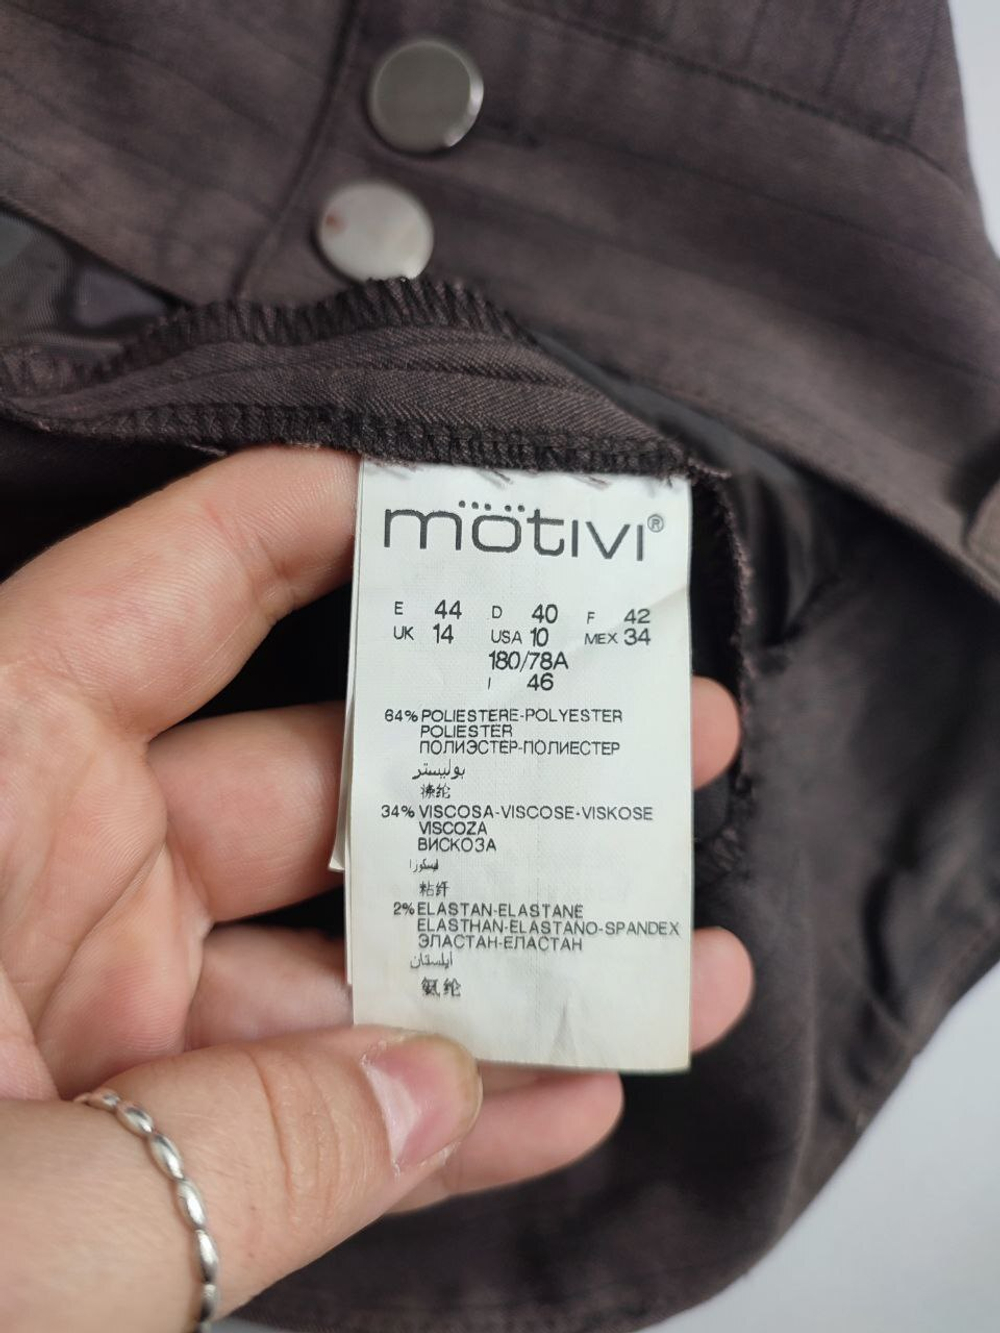 mötivi®
E 44 D 40 F 42
UK 14 USA 10 MEX 34
180/78A
I 46
64% POLIESTERE-POLYESTER
POLIESTER
ПОЛИЭСТЕР-ПОЛИЕСТЕР
بوليستر
涤纶
34% VISCOSA-VISCOSE-VISKOSE
VISCOZA
ВИСКОЗА
فيسكوزا
粘纤
2% ELASTAN-ELASTANE
ELASTHAN-ELASTANO-SPANDEX
ЭЛАСТАН-ЕЛАСТАН
ايلستان
氨纶